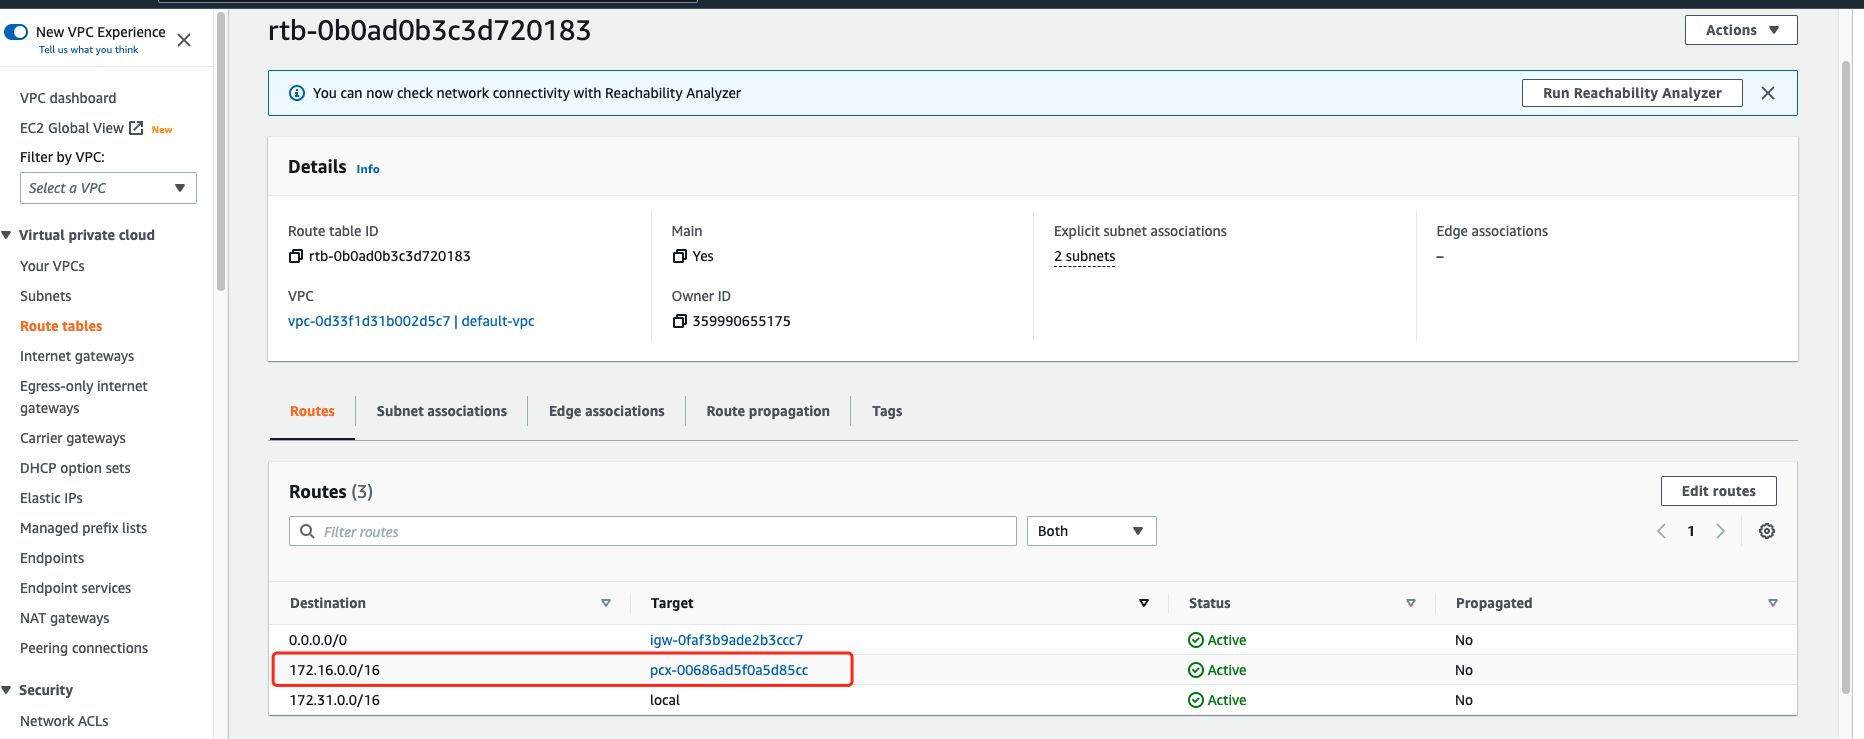 New VPC Experience
Tell us what you think
VPC dashboard
EC2 Global View New
Filter by VPC:
Select a VPC
Virtual private cloud
Your VPCs
Subnets
Route tables
Internet gateways
Egress-only internet
gateways
Carrier gateways
DHCP option sets
Elastic IPs
Managed prefix lists
Endpoints
Endpoint services
NAT gateways
Peering connections
Security
Network ACLs
rtb-0b0ad0b3c3d720183
Actions
You can now check network connectivity with Reachability Analyzer
Run Reachability Analyzer
Details Info
Route table ID
rtb-0b0ad0b3c3d720183
Main
Yes
Explicit subnet associations
2 subnets
Edge associations
–
VPC
vpc-0d33f1d31b002d5c7 | default-vpc
Owner ID
359990655175
Routes Subnet associations Edge associations Route propagation Tags
Routes (3)
Edit routes
Filter routes
Both
1
Destination Target Status Propagated
0.0.0.0/0 igw-0faf3b9ade2b3ccc7 Active No
172.16.0.0/16 pcx-00686ad5f0a5d85cc Active No
172.31.0.0/16 local Active No